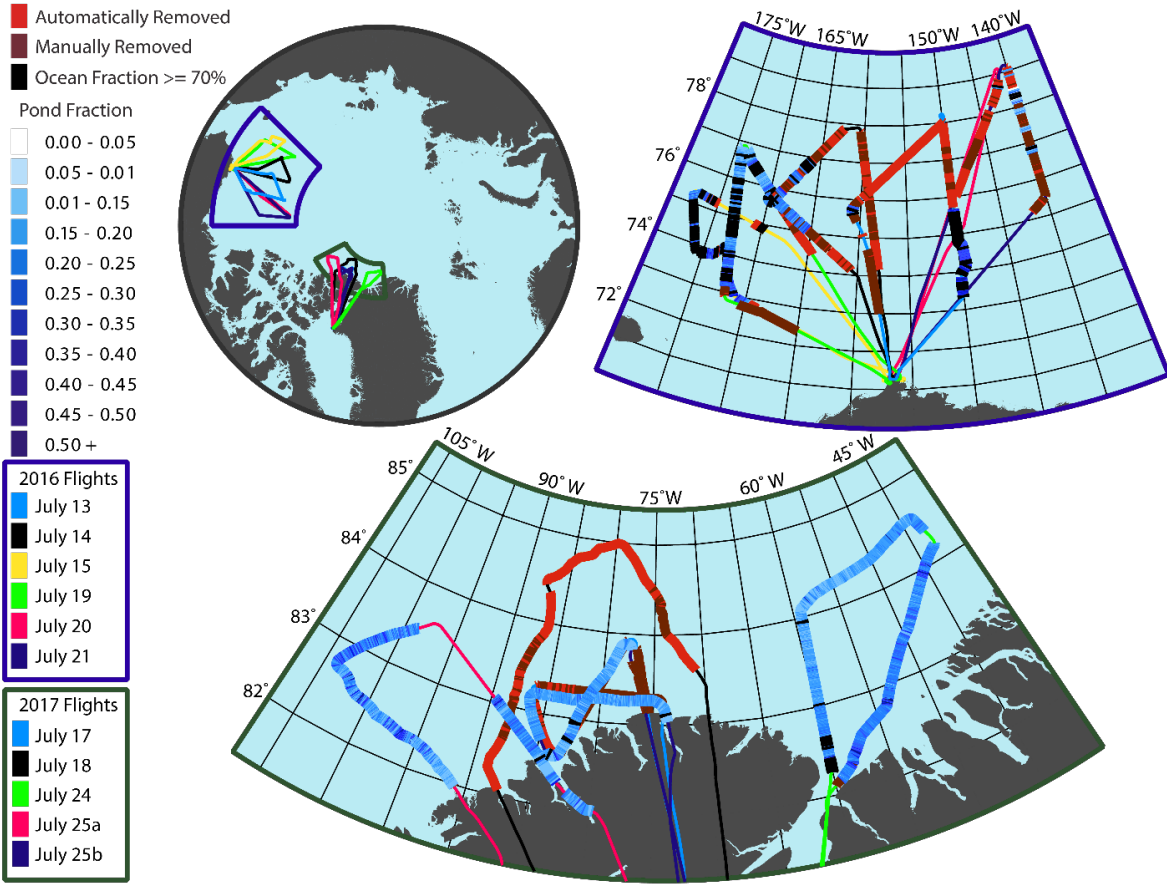 Automatically Removed
Manually Removed
Ocean Fraction >= 70%
Pond Fraction
0.00 - 0.05
0.05 - 0.01
0.01 - 0.15
0.15 - 0.20
0.20 - 0.25
0.25 - 0.30
0.30 - 0.35
0.35 - 0.40
0.40 - 0.45
0.45 - 0.50
0.50 +
2016 Flights
July 13
July 14
July 15
July 19
July 20
July 21
2017 Flights
July 17
July 18
July 24
July 25a
July 25b
175°W 165°W 150°W 140°W
78°
76°
74°
72°
105°W 90°W 75°W 60°W 45°W
85°
84°
83°
82°